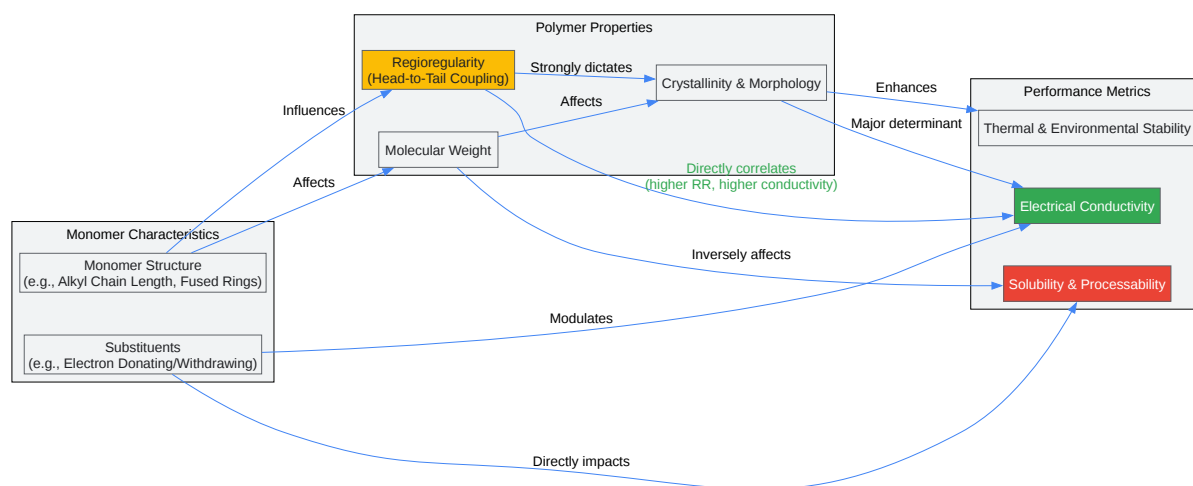 Polymer Properties
Regioregularity
(Head-to-Tail Coupling)
Strongly dictates
Crystallinity & Morphology
Enhances
Performance Metrics
Influences
Affects
Major determinant
Thermal & Environmental Stability
Molecular Weight
Affects
Directly correlates
(higher RR, higher conductivity)
Electrical Conductivity
Monomer Characteristics
Monomer Structure
(e.g., Alkyl Chain Length, Fused Rings)
Inversely affects
Solubility & Processability
Modulates
Substituents
(e.g., Electron Donating/Withdrawing)
Directly impacts